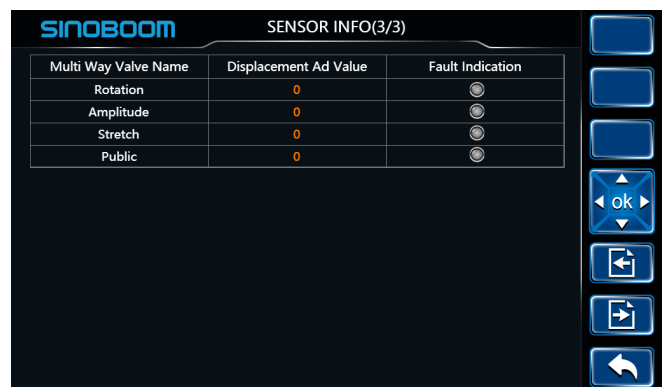 SINOBOOM
SENSOR INFO(3/3)
Multi Way Valve Name Displacement Ad Value Fault Indication
Rotation 0
Amplitude 0
Stretch 0
Public 0
ok